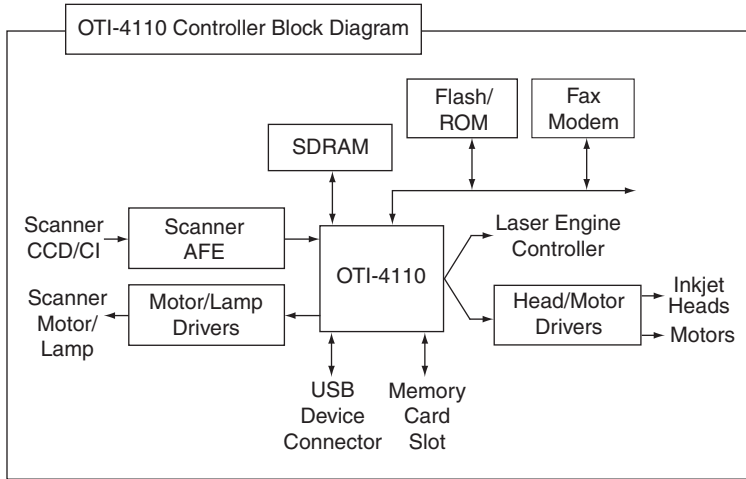 OTI-4110 Controller Block Diagram
Flash/
ROM
Fax
Modem
SDRAM
Scanner
CCD/CI
Scanner
AFE
Laser Engine
Controller
OTI-4110
Scanner
Motor/
Lamp
Motor/Lamp
Drivers
Head/Motor
Drivers
Inkjet
Heads
Motors
USB
Device
Connector
Memory
Card
Slot